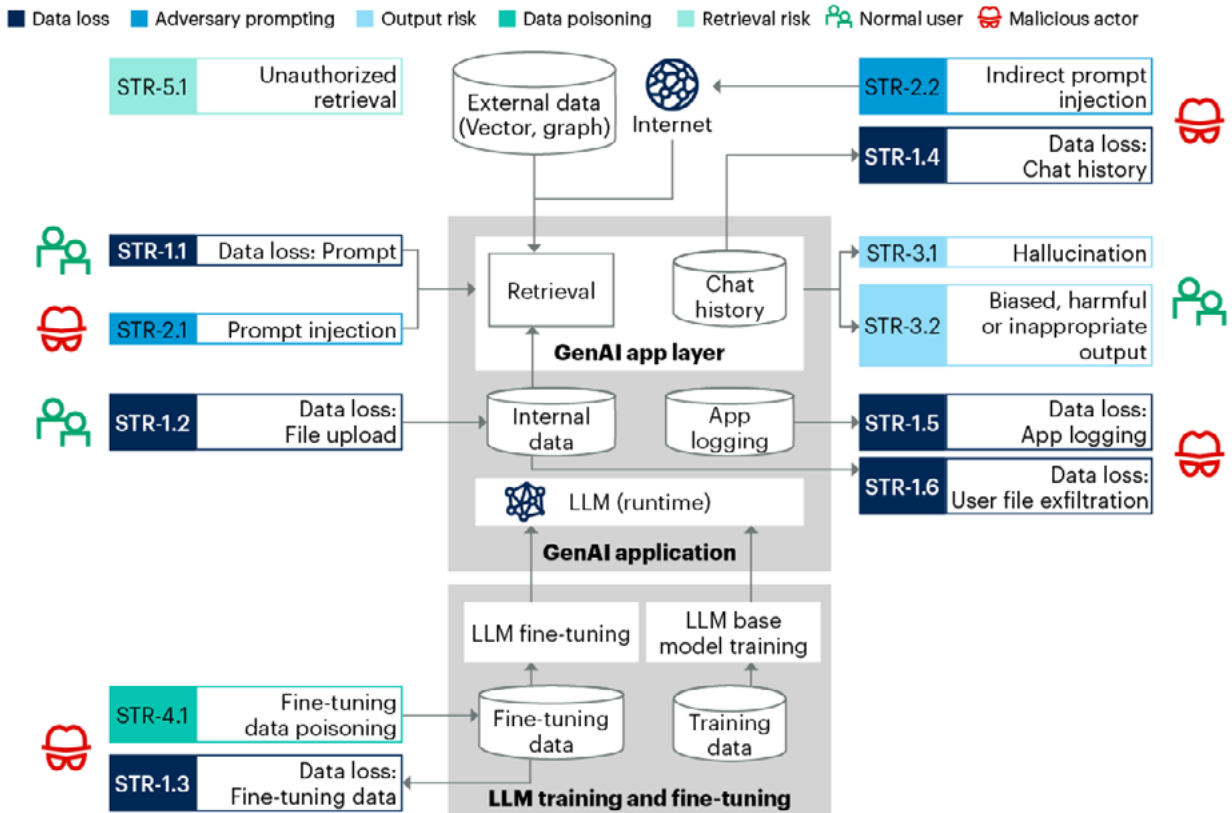 Data loss
Adversary prompting
Output risk
Data poisoning
Retrieval risk
Normal user
Malicious actor
STR-5.1
Unauthorized
retrieval
External data
(Vector, graph)
Internet
STR-2.2
Indirect prompt
injection
STR-1.4
Data loss:
Chat history
STR-1.1
Data loss: Prompt
STR-2.1
Prompt injection
Retrieval
Chat
history
GenAI app layer
STR-3.1
Hallucination
STR-3.2
Biased, harmful
or inappropriate
output
STR-1.2
Data loss:
File upload
Internal
data
App
logging
STR-1.5
Data loss:
App logging
STR-1.6
Data loss:
User file exfiltration
LLM (runtime)
GenAI application
LLM fine-tuning
LLM base
model training
STR-4.1
Fine-tuning
data poisoning
Fine-tuning
data
Training
data
STR-1.3
Data loss:
Fine-tuning data
LLM training and fine-tuning